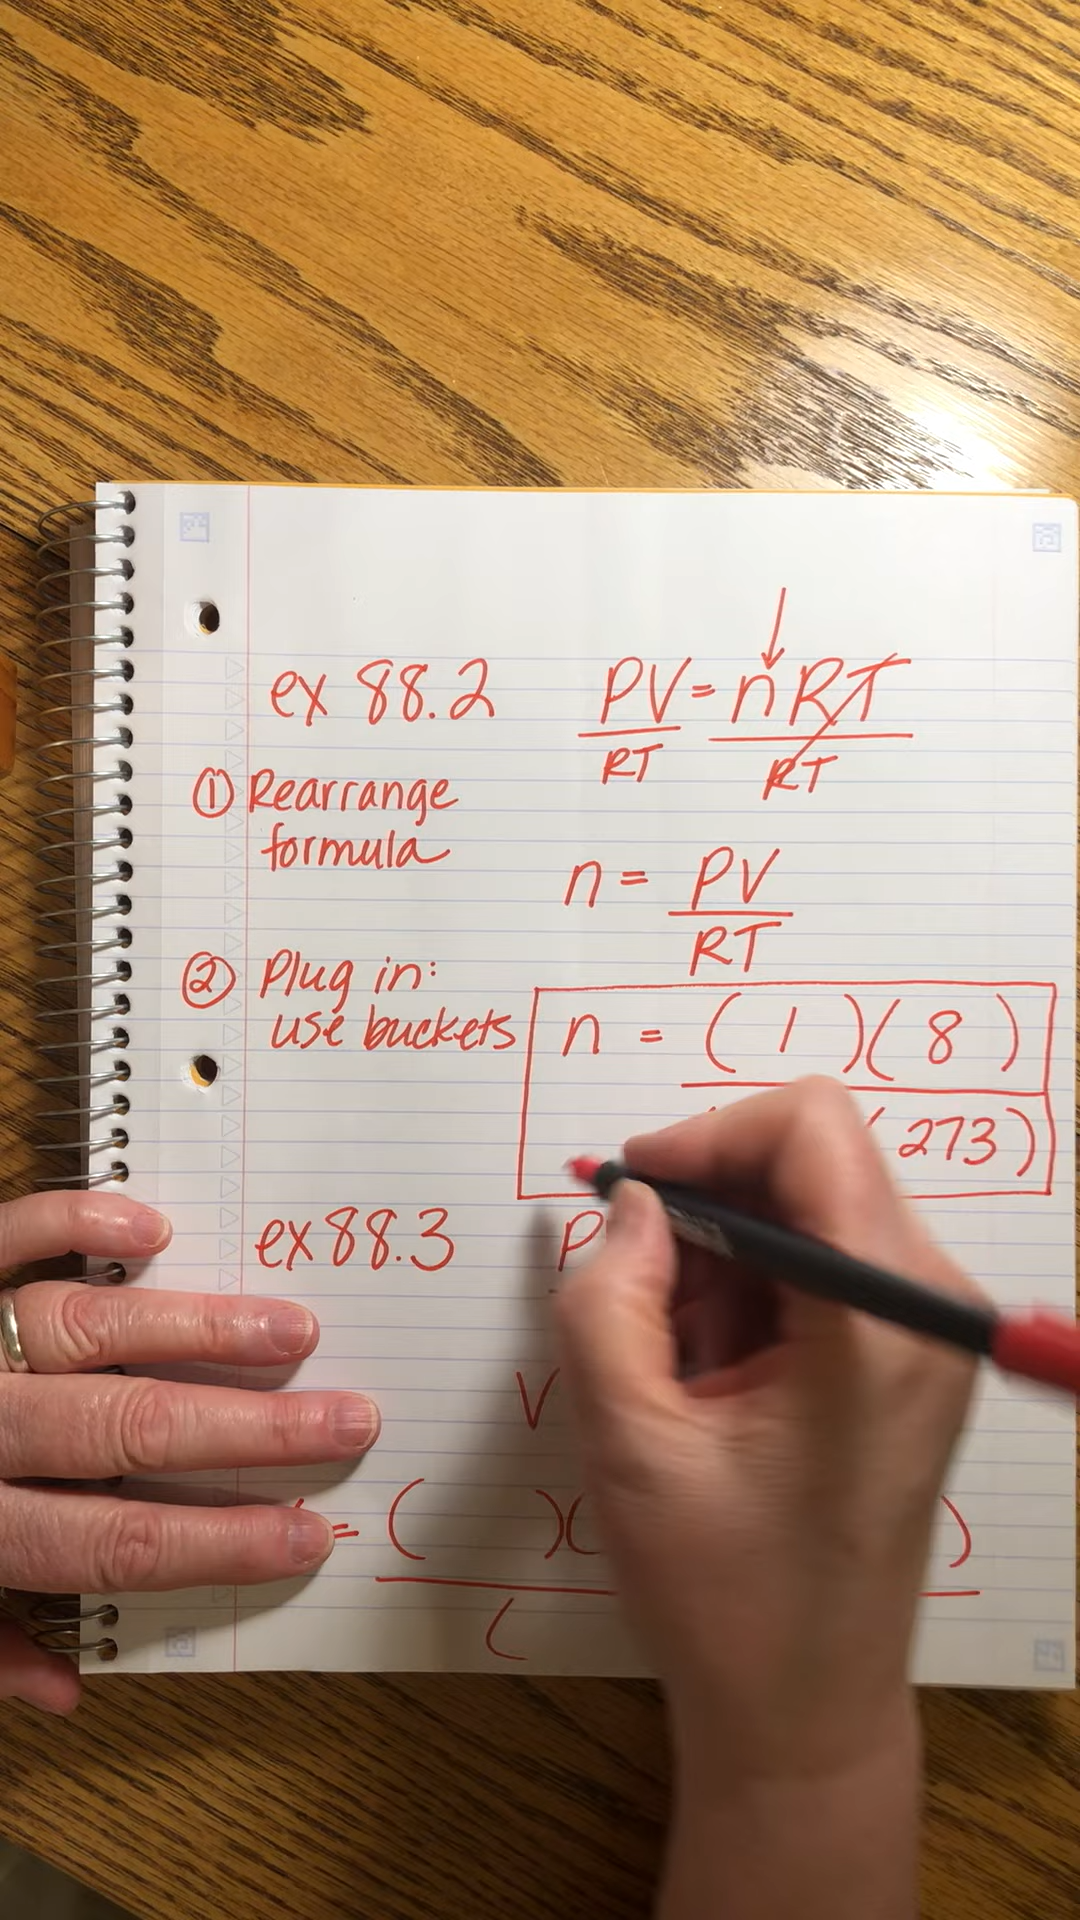 ex 88.2 PV = nRT
RT RT
① Rearrange
formula
n = PV
RT
② Plug in:
use buckets
n = (1)(8)
(273)
ex 88.3 P
V
= ( )( )
(